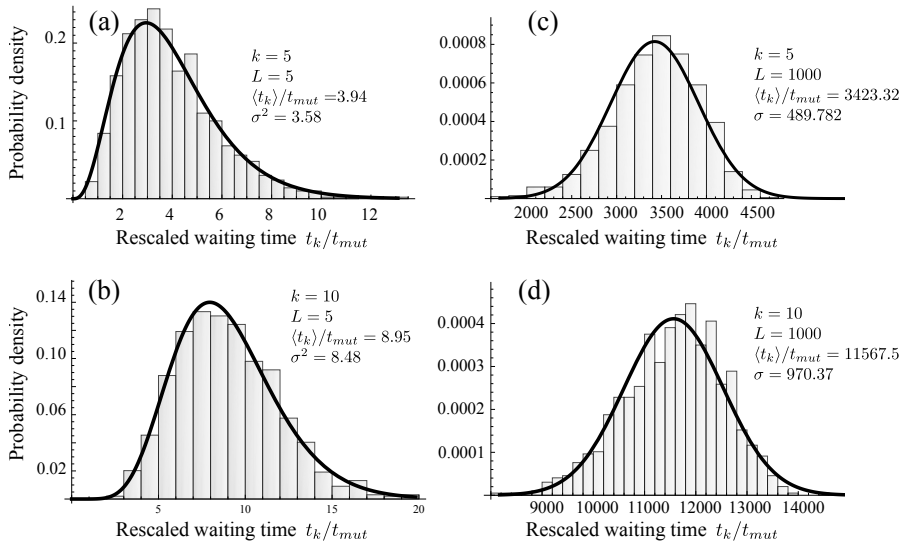 (a)
Probability density
0.2
0.1
k = 5
L = 5
⟨t_k⟩/t_mut =3.94
σ² = 3.58
2 4 6 8 10 12
Rescaled waiting time t_k/t_mut
(c)
0.0008
0.0006
0.0004
0.0002
k = 5
L = 1000
⟨t_k⟩/t_mut = 3423.32
σ = 489.782
2000 2500 3000 3500 4000 4500
Rescaled waiting time t_k/t_mut
(b)
Probability density
0.14
0.10
0.06
0.02
k = 10
L = 5
⟨t_k⟩/t_mut = 8.95
σ² = 8.48
5 10 15 20
Rescaled waiting time t_k/t_mut
(d)
0.0004
0.0003
0.0002
0.0001
k = 10
L = 1000
⟨t_k⟩/t_mut = 11567.5
σ = 970.37
9000 10000 11000 12000 13000 14000
Rescaled waiting time t_k/t_mut